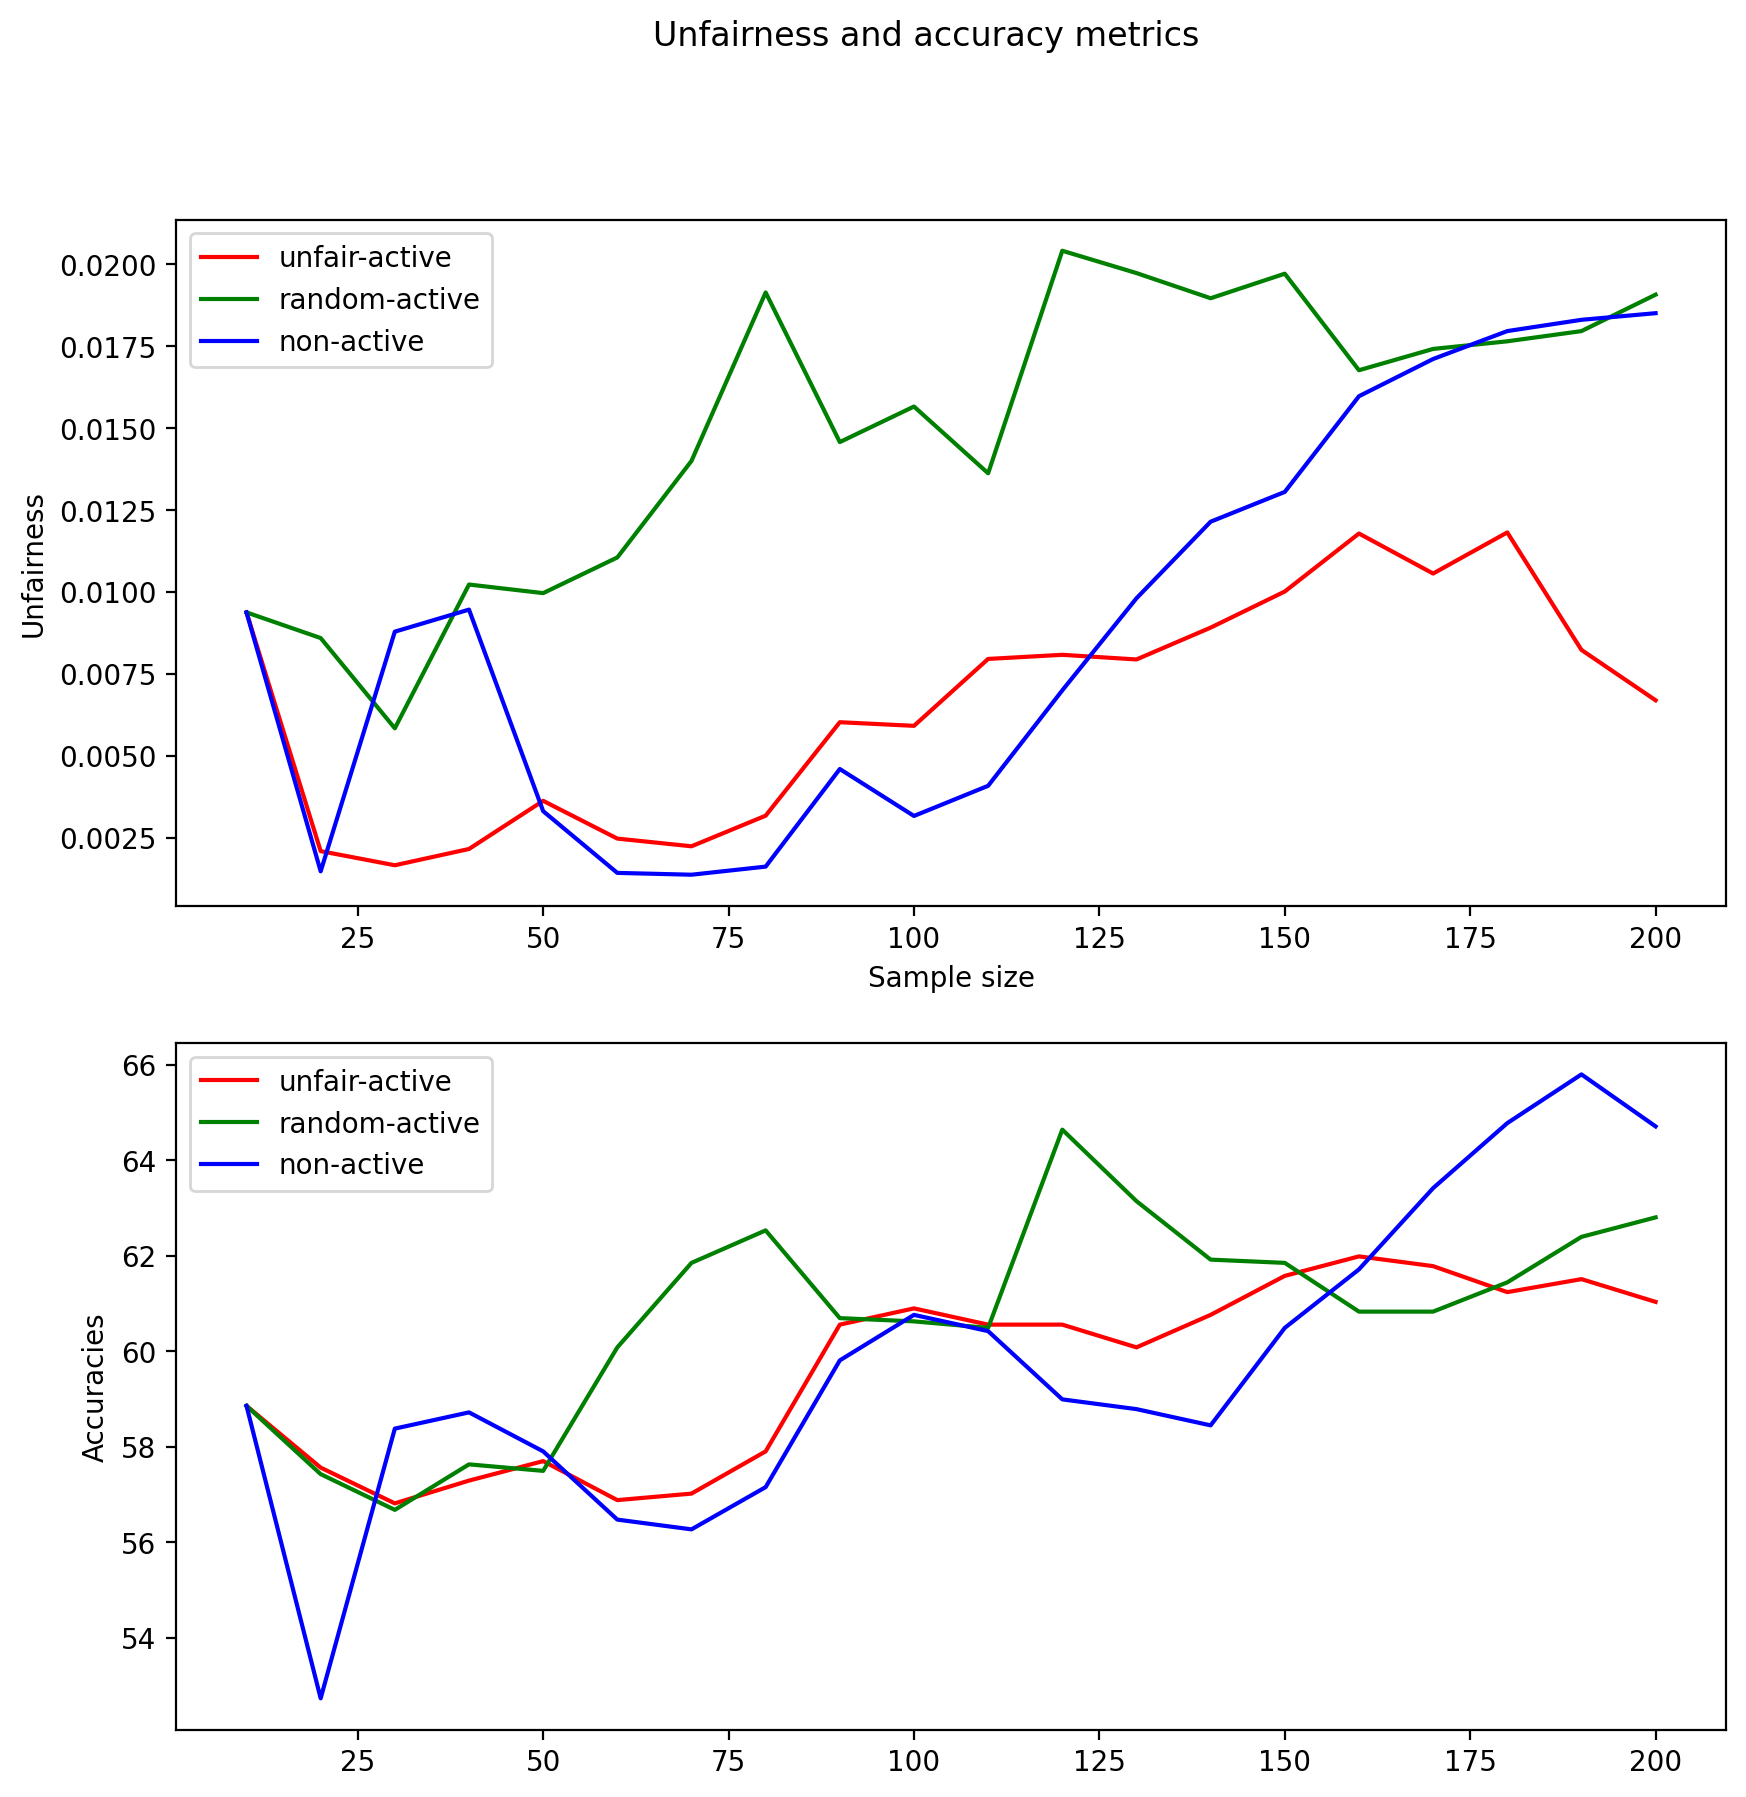 Unfairness and accuracy metrics
unfair-active
random-active
non-active
0.0200
0.0175
0.0150
0.0125
0.0100
0.0075
0.0050
0.0025
Unfairness
25 50 75 100 125 150 175 200
Sample size
unfair-active
random-active
non-active
66
64
62
60
58
56
54
Accuracies
25 50 75 100 125 150 175 200